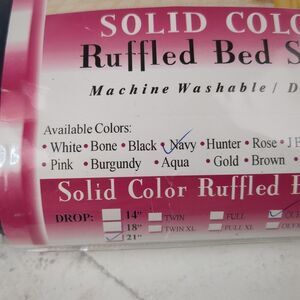 SOLID COLO
Ruffled Bed S
Machine Washable / D
Available Colors:
• White • Bone • Black • Navy • Hunter • Rose •
• Pink • Burgundy • Aqua • Gold • Brown •
Solid Color Ruffled
DROP: 14" TWIN FULL
18" TWIN XL FULL XL
21"